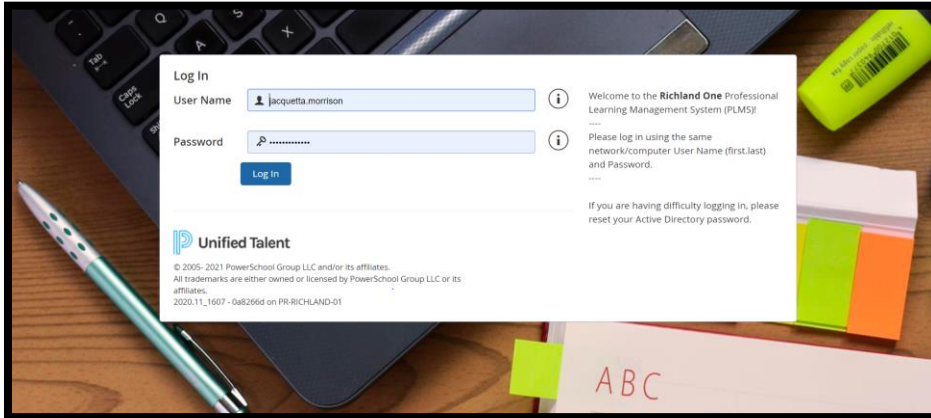 Log In
User Name
jacquetta.morrison
Password
Log In
Unified Talent
© 2005- 2021 PowerSchool Group LLC and/or its affiliates.
All trademarks are either owned or licensed by PowerSchool Group LLC or its
affiliates.
2020.11_1607 - 0a8266d on PR-RICHLAND-01
Welcome to the Richland One Professional
Learning Management System (PLMS)!
----
Please log in using the same
network/computer User Name (first.last)
and Password.
----
If you are having difficulty logging in, please
reset your Active Directory password.
Tab
Caps
Lock
Q
A
S
X
ABC